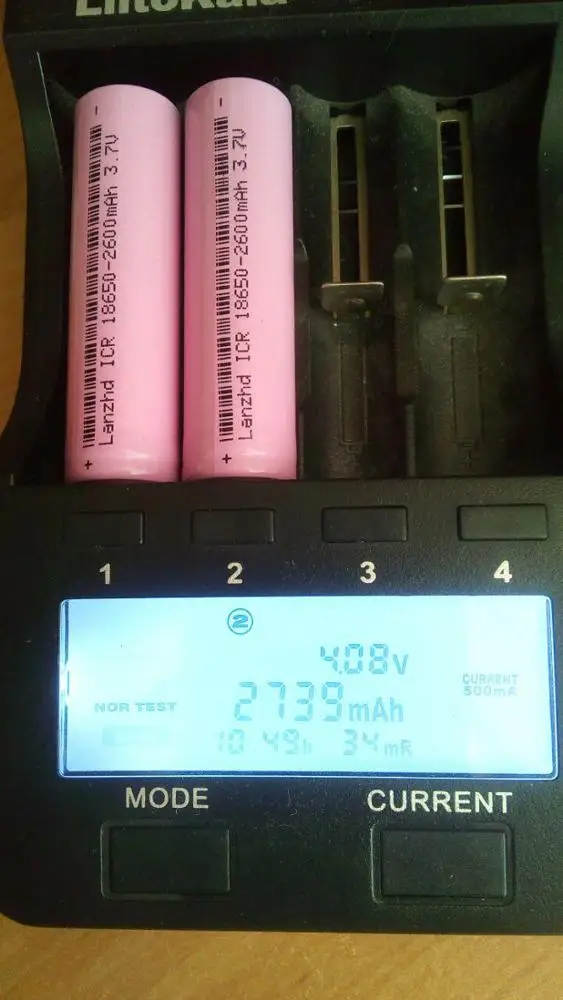 LiitoKala
- Lanzhd ICR 18650-2600mAh 3.7V +
- Lanzhd ICR 18650-2600mAh 3.7V +
1 2 3 4
2
4.08V
CURRENT
500mA
NOR TEST 2739mAh
10:49h 34mR
MODE CURRENT